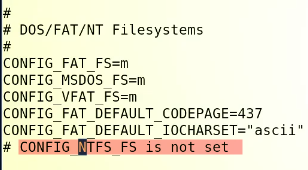 #
# DOS/FAT/NT Filesystems
#
CONFIG_FAT_FS=m
CONFIG_MSDOS_FS=m
CONFIG_VFAT_FS=m
CONFIG_FAT_DEFAULT_CODEPAGE=437
CONFIG_FAT_DEFAULT_IOCHARSET="ascii"
# CONFIG_NTFS_FS is not set